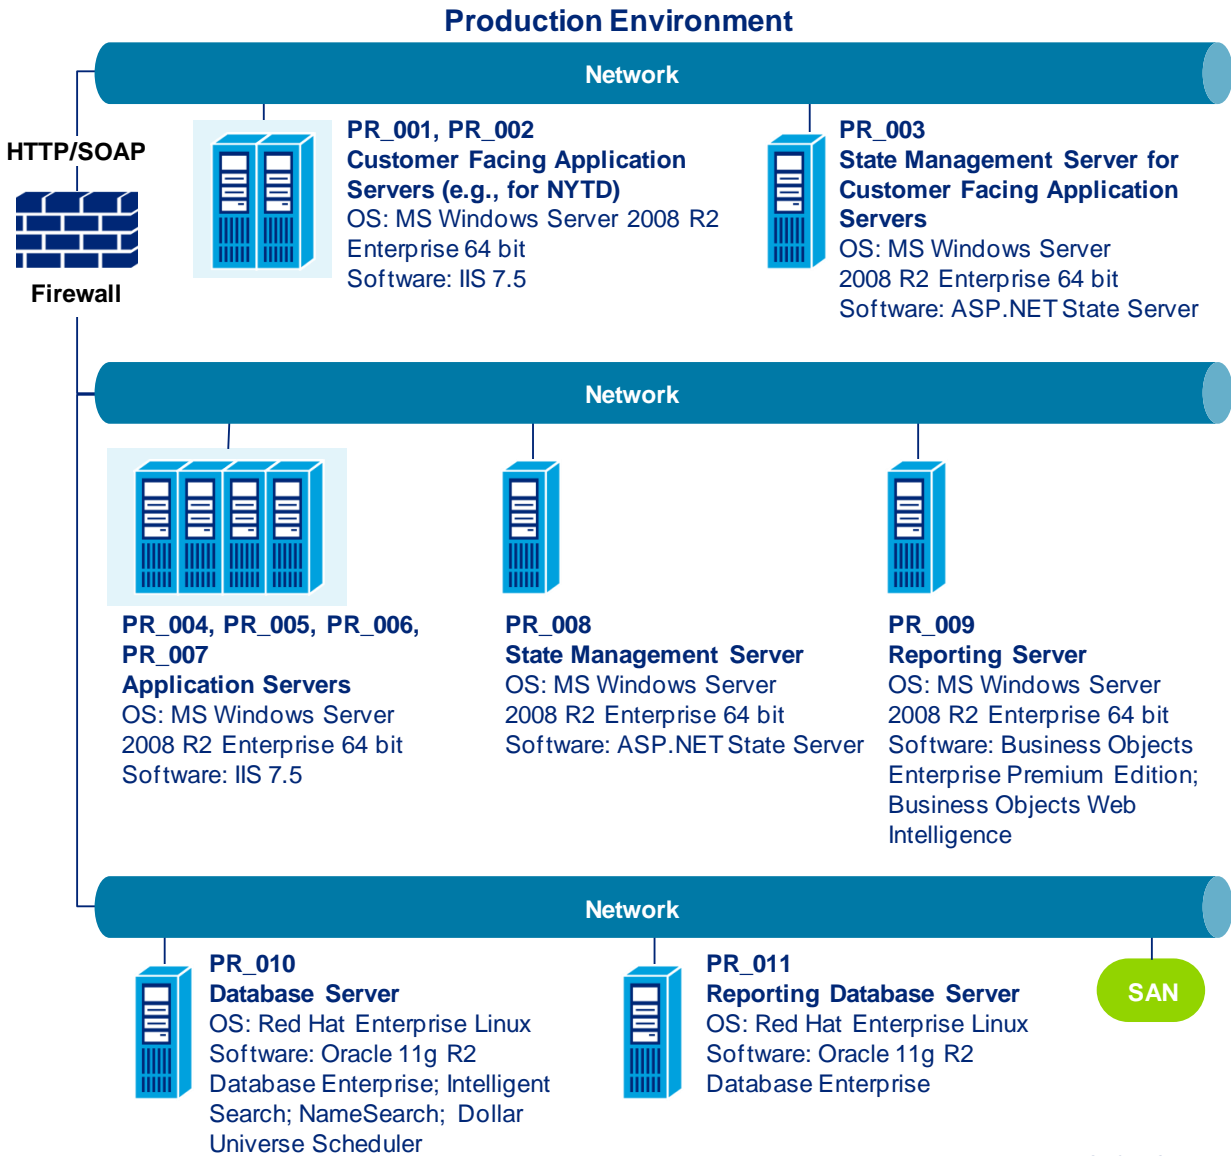 Production Environment
Network
HTTP/SOAP
Firewall
PR_001, PR_002
Customer Facing Application
Servers (e.g., for NYTD)
OS: MS Windows Server 2008 R2
Enterprise 64 bit
Software: IIS 7.5
PR_003
State Management Server for
Customer Facing Application
Servers
OS: MS Windows Server
2008 R2 Enterprise 64 bit
Software: ASP.NET State Server
Network
PR_004, PR_005, PR_006,
PR_007
Application Servers
OS: MS Windows Server
2008 R2 Enterprise 64 bit
Software: IIS 7.5
PR_008
State Management Server
OS: MS Windows Server
2008 R2 Enterprise 64 bit
Software: ASP.NET State Server
PR_009
Reporting Server
OS: MS Windows Server
2008 R2 Enterprise 64 bit
Software: Business Objects
Enterprise Premium Edition;
Business Objects Web
Intelligence
Network
PR_010
Database Server
OS: Red Hat Enterprise Linux
Software: Oracle 11g R2
Database Enterprise; Intelligent
Search; NameSearch; Dollar
Universe Scheduler
PR_011
Reporting Database Server
OS: Red Hat Enterprise Linux
Software: Oracle 11g R2
Database Enterprise
SAN